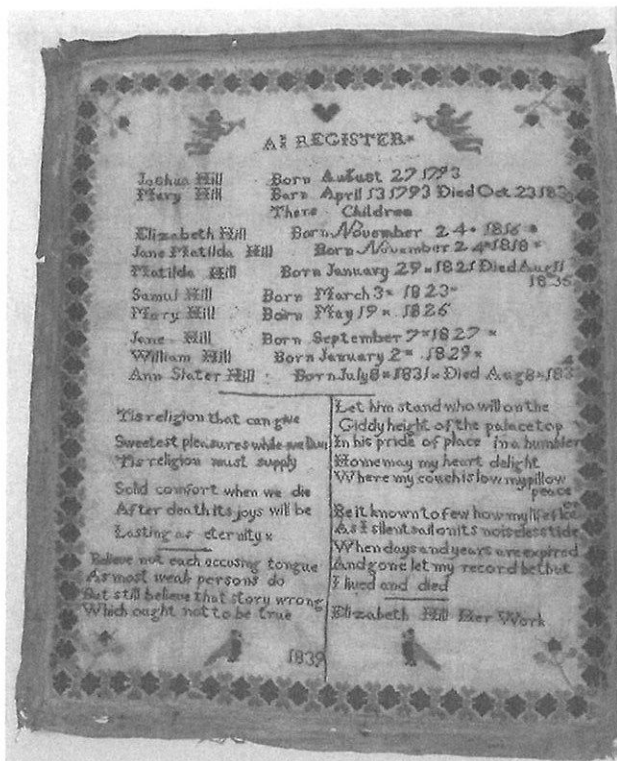 AI REGISTER
Joshua Hill Born August 27 1793
Mary Hill Born April 13 1793 Died Oct 23
There Children
Elizabeth Hill Born November 24 1816
Jane Matilda Hill Born November 24 1818
Matilda Hill Born January 29 1821 Died Aug 11
1835
Samul Hill Born March 3 1823
Mary Hill Born May 19 1825
Jane Hill Born September 7 1827
William Hill Born January 2 1829
Ann Slater Hill Born July 8 1831 Died Aug 8
'Tis religion that can give
Sweetest pleasures while we live
'Tis religion must supply
Solid comfort when we die
After death its joys will be
Lasting as eternity
Believe not each accusing tongue
As most weak persons do
But still believe that story wrong
Which ought not to be true
1839
Let him stand who will on the
Giddy height of the palace top
In his pride of place in a humbler
Home may my heart delight
Where my couch is low my pillow
peace
Be it known to few how my life
As I silent sail on its noiseless tide
When days and years are expired
And gone let my record be that
I lived and died
Elizabeth Hill Her Work